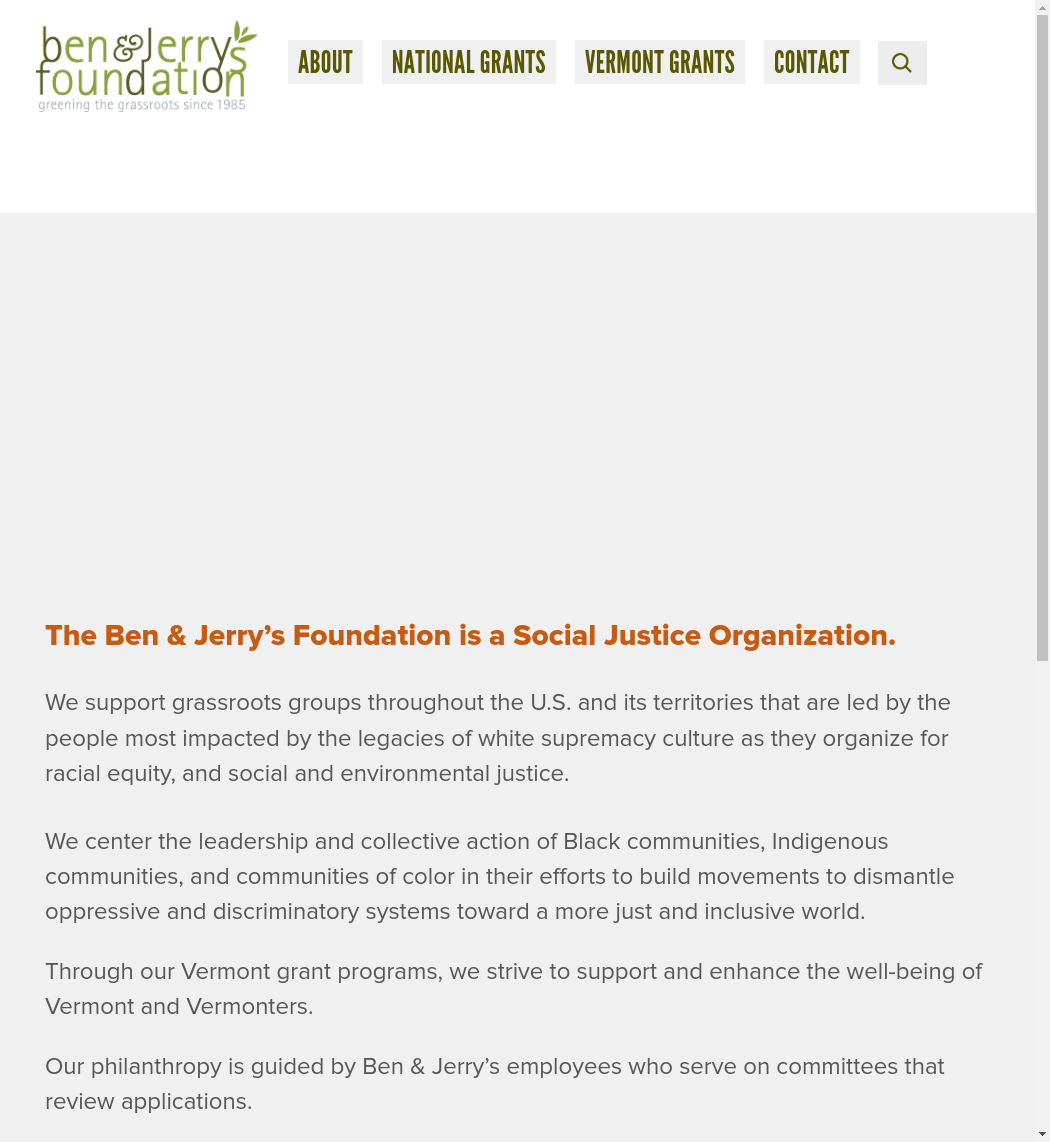 ben & Jerry's
foundation
greening the grassroots since 1985
ABOUT
NATIONAL GRANTS
VERMONT GRANTS
CONTACT
The Ben & Jerry’s Foundation is a Social Justice Organization.
We support grassroots groups throughout the U.S. and its territories that are led by the
people most impacted by the legacies of white supremacy culture as they organize for
racial equity, and social and environmental justice.
We center the leadership and collective action of Black communities, Indigenous
communities, and communities of color in their efforts to build movements to dismantle
oppressive and discriminatory systems toward a more just and inclusive world.
Through our Vermont grant programs, we strive to support and enhance the well-being of
Vermont and Vermonters.
Our philanthropy is guided by Ben & Jerry’s employees who serve on committees that
review applications.